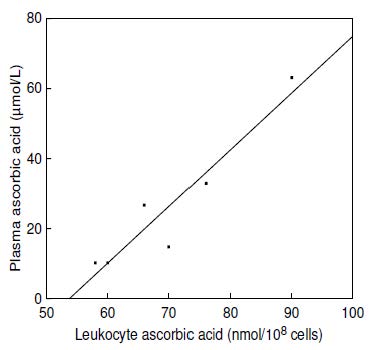 80
60
40
20
0
Plasma ascorbic acid (µmol/L)
50 60 70 80 90 100
Leukocyte ascorbic acid (nmol/10⁸ cells)